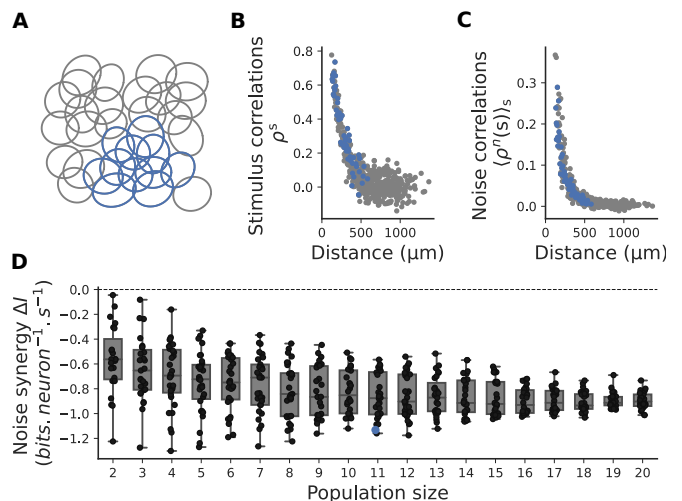 A
B
C
Stimulus correlations
ρˢ
0.8
0.6
0.4
0.2
0.0
0
500
1000
Distance (μm)
Noise correlations
⟨ρⁿ(s)⟩ₛ
0.3
0.2
0.1
0.0
0
500
1000
Distance (μm)
D
Noise synergy ΔI
(bits.neuron⁻¹.s⁻¹)
0.0
−0.4
−0.6
−0.8
−1.0
−1.2
2 3 4 5 6 7 8 9 10 11 12 13 14 15 16 17 18 19 20
Population size